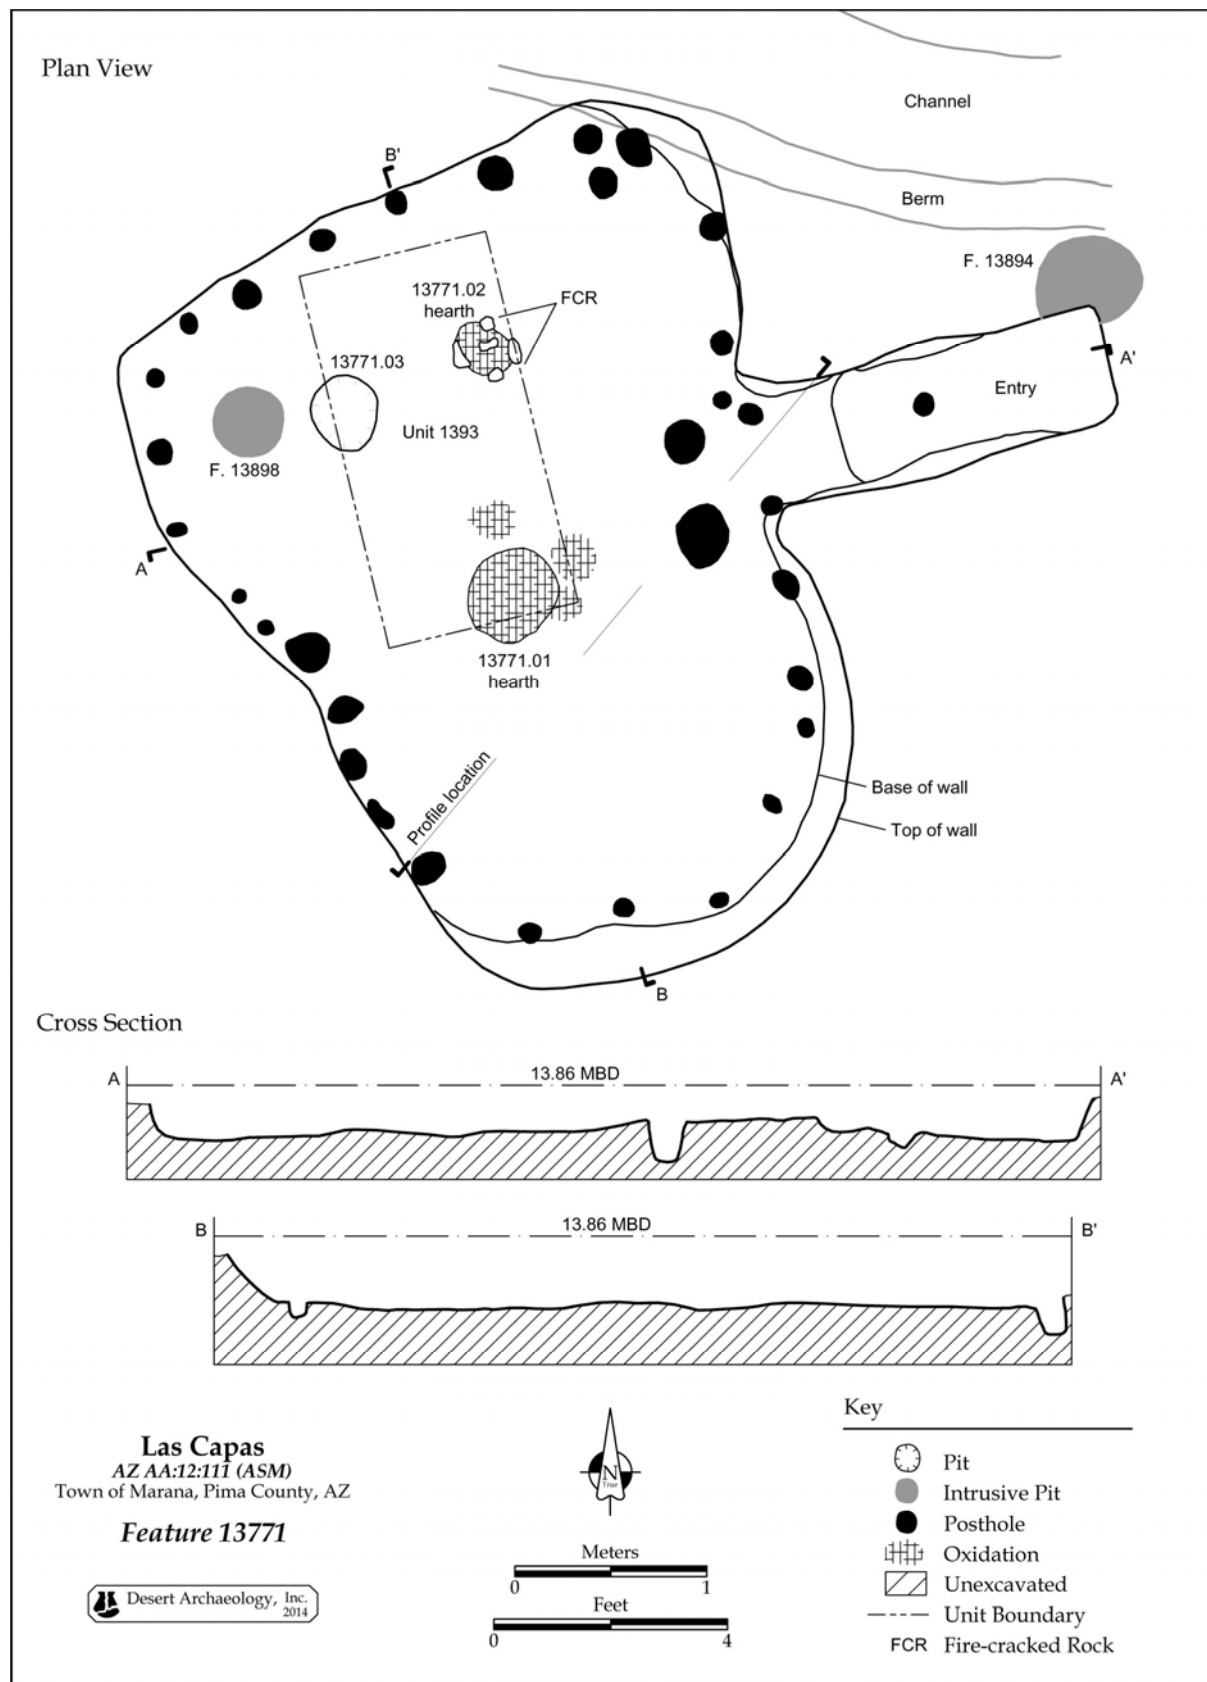 Plan View
Channel
B'
Berm
F. 13894
13771.02
hearth
FCR
13771.03
A'
Entry
Unit 1393
F. 13898
A
13771.01
hearth
Profile location
Base of wall
Top of wall
B
Cross Section
A
13.86 MBD
A'
B
13.86 MBD
B'
Las Capas
AZ AA:12:111 (ASM)
Town of Marana, Pima County, AZ
Feature 13771
Desert Archaeology, Inc.
2014
N
True
Meters
0 1
Feet
0 4
Key
Pit
Intrusive Pit
Posthole
Oxidation
Unexcavated
Unit Boundary
FCR Fire-cracked Rock